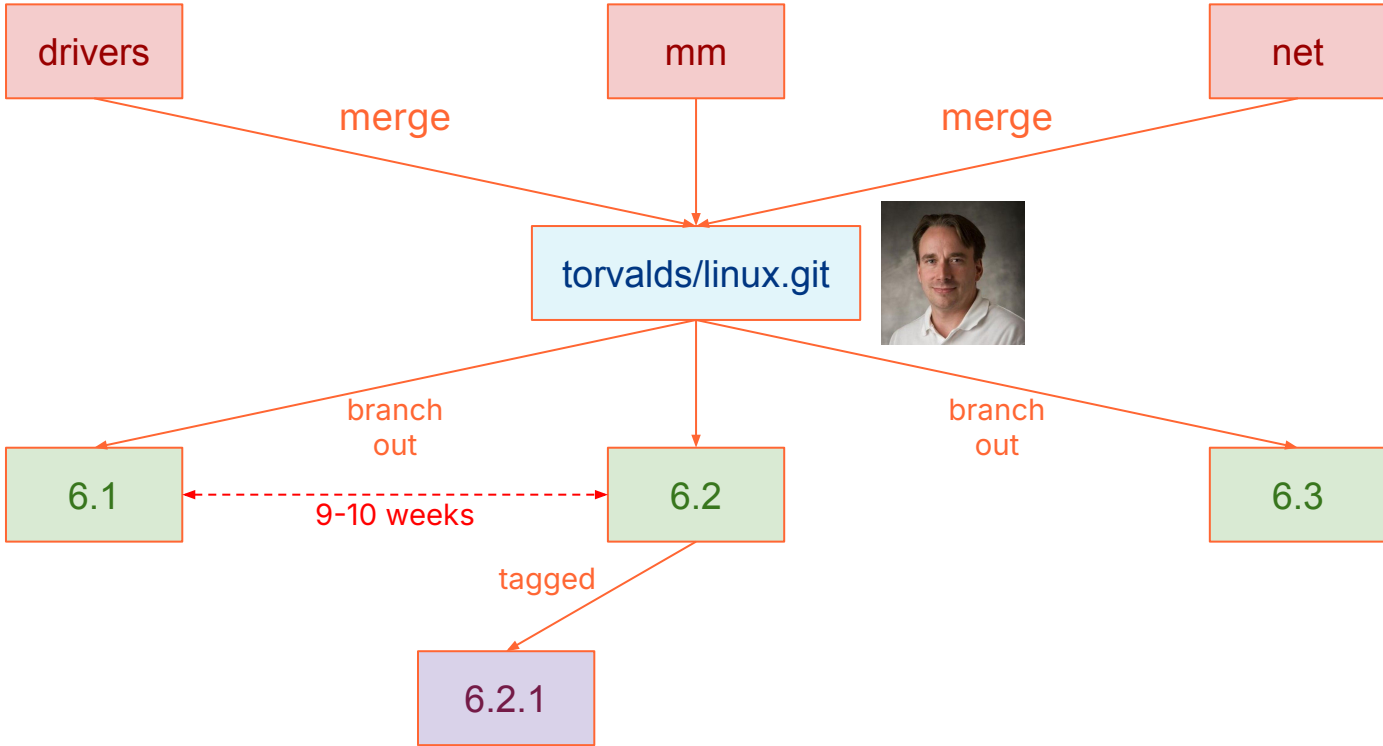 drivers
mm
net
merge
merge
torvalds/linux.git
branch
out
branch
out
6.1
6.2
6.3
9-10 weeks
tagged
6.2.1